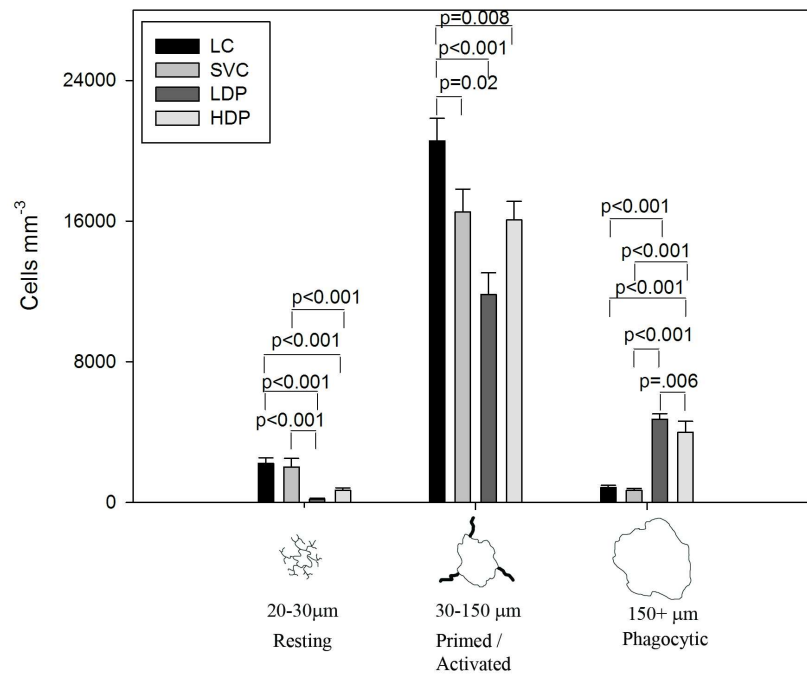 LC
SVC
LDP
HDP
Cells mm-3
24000
16000
8000
0
p<0.001
p<0.001
p<0.001
p<0.001
p=0.008
p<0.001
p=0.02
p<0.001
p<0.001
p<0.001
p<0.001
p=.006
20-30μm
Resting
30-150 μm
Primed /
Activated
150+ μm
Phagocytic